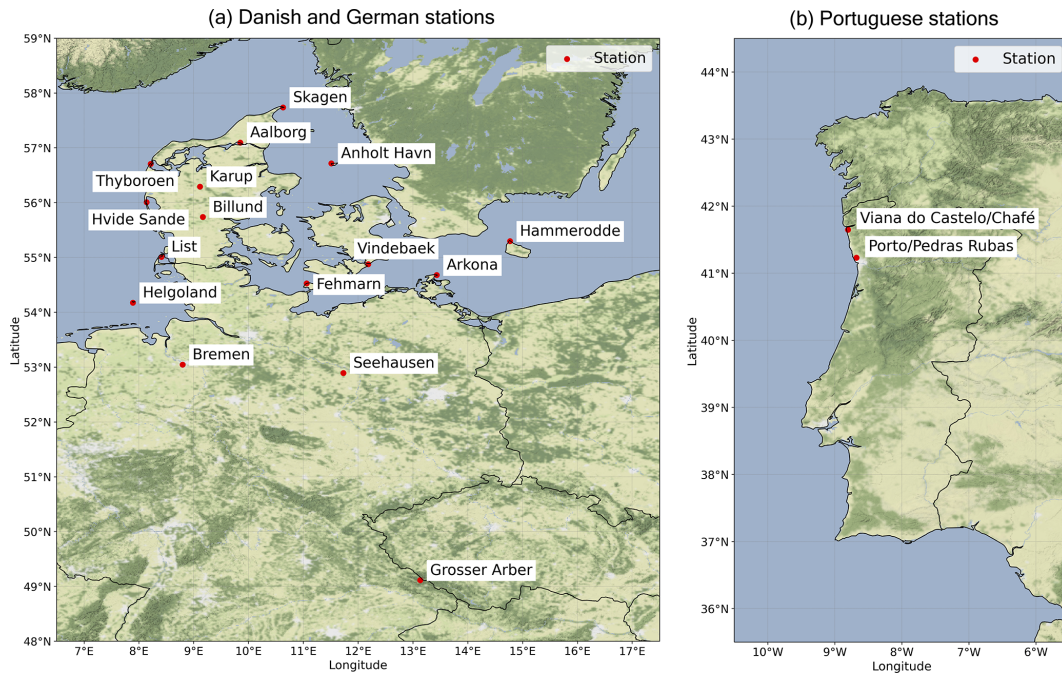 (a) Danish and German stations
(b) Portuguese stations
59°N
58°N
57°N
56°N
55°N
54°N
53°N
52°N
51°N
50°N
49°N
48°N
Latitude
7°E
8°E
9°E
10°E
11°E
12°E
13°E
14°E
15°E
16°E
17°E
Longitude
Station
Skagen
Aalborg
Anholt Havn
Thyboroen
Karup
Hvide Sande
Billund
List
Vindebaek
Hammerodde
Arkona
Helgoland
Fehmarn
Bremen
Seehausen
Grosser Arber
44°N
43°N
42°N
41°N
40°N
39°N
38°N
37°N
36°N
Latitude
10°W
9°W
8°W
7°W
6°W
Longitude
Station
Viana do Castelo/Chafé
Porto/Pedras Rubas